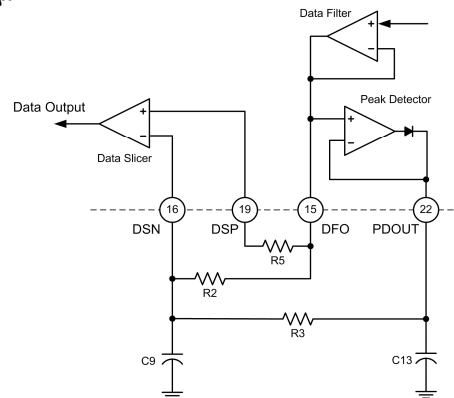 Data Filter
Peak Detector
Data Output
Data Slicer
+
−
+
−
+
−
16
19
15
22
DSN
DSP
DFO
PDOUT
R5
R2
R3
C9
C13